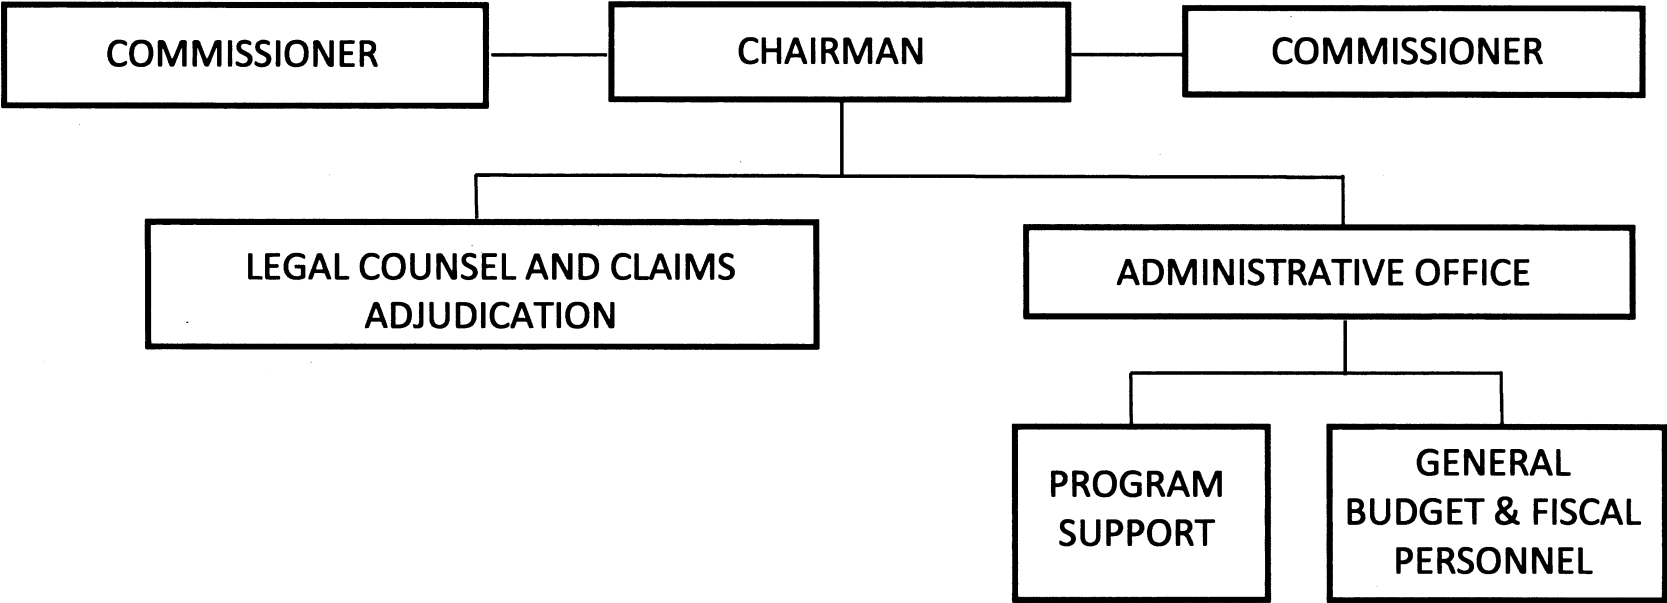 COMMISSIONER
CHAIRMAN
COMMISSIONER
LEGAL COUNSEL AND CLAIMS
ADJUDICATION
ADMINISTRATIVE OFFICE
PROGRAM
SUPPORT
GENERAL
BUDGET & FISCAL
PERSONNEL